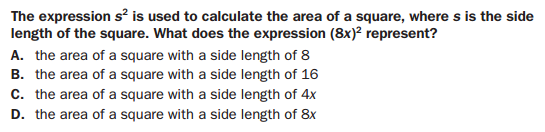 The expression s² is used to calculate the area of a square, where s is the side
length of the square. What does the expression (8x)² represent?
A. the area of a square with a side length of 8
B. the area of a square with a side length of 16
C. the area of a square with a side length of 4x
D. the area of a square with a side length of 8x